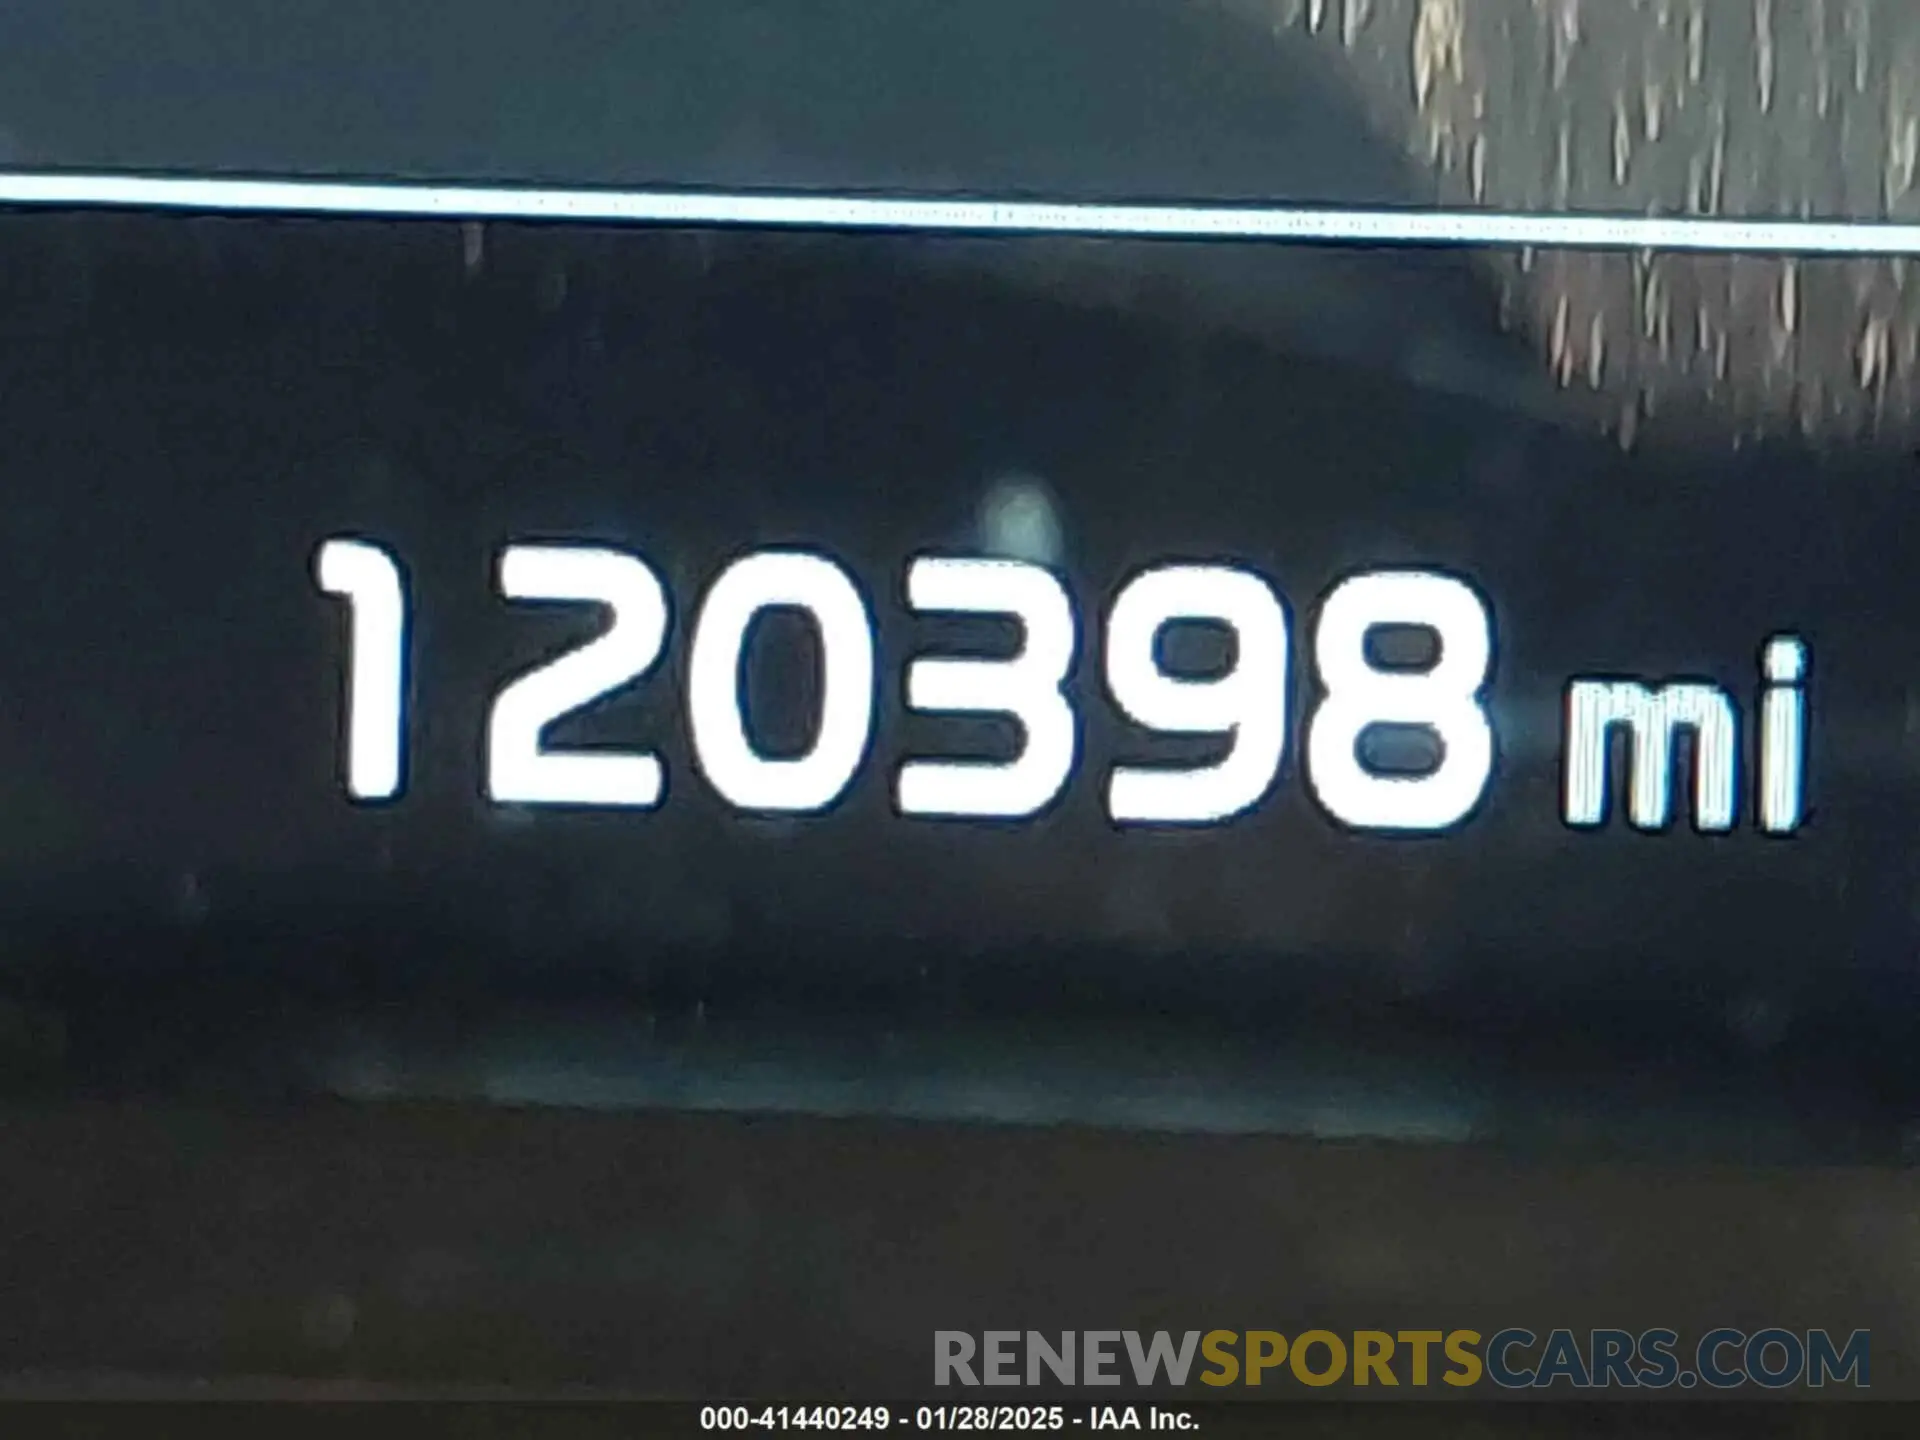 120398 mi
RENEWSPORTSCARS.COM
000-41440249 - 01/28/2025 - IAA Inc.